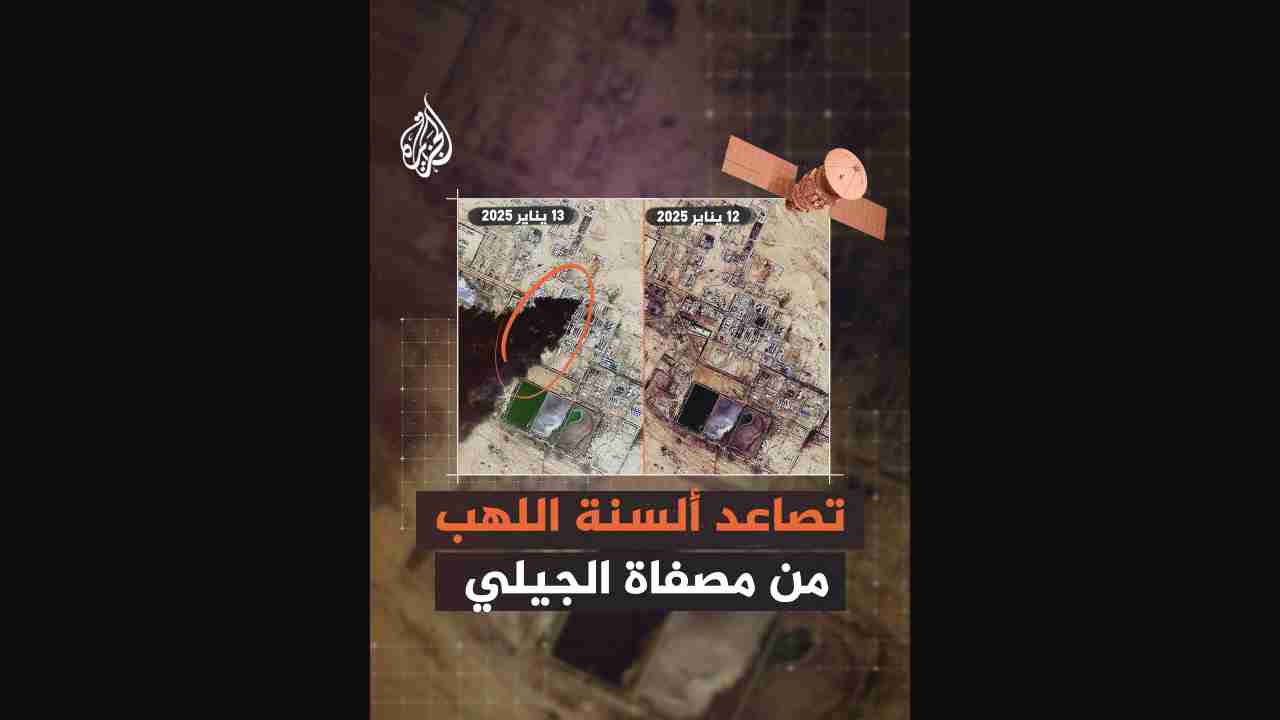 الجزيرة
12 يناير 2025
13 يناير 2025
تصاعد ألسنة اللهب
من مصفاة الجيلي